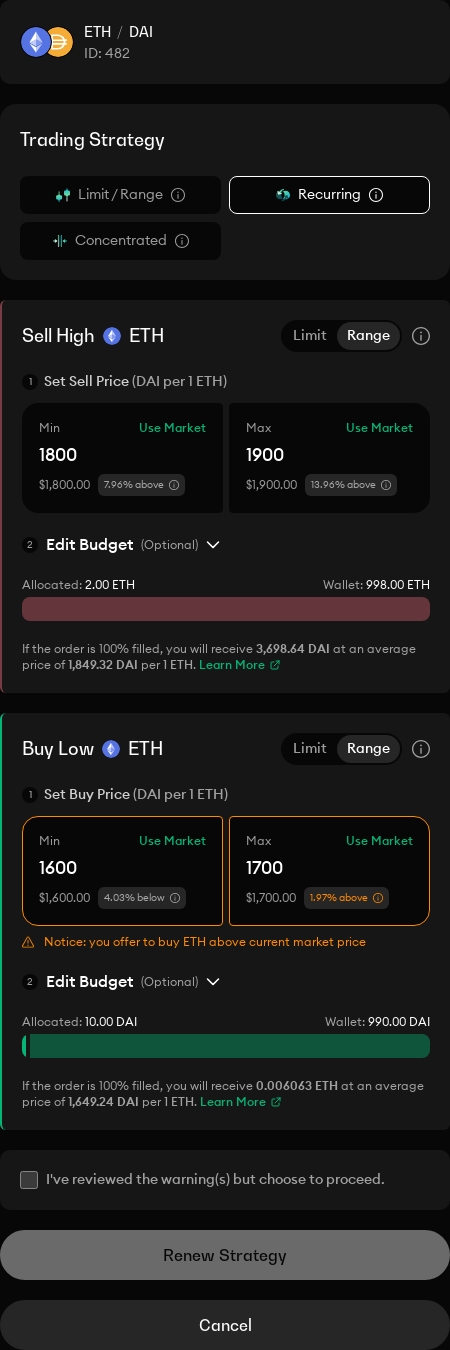 ETH / DAI
ID: 482
Trading Strategy
Limit / Range
Recurring
Concentrated
Sell High ETH
Limit Range
1 Set Sell Price (DAI per 1 ETH)
Min Use Market
1800
$1,800.00 7.96% above
Max Use Market
1900
$1,900.00 13.96% above
2 Edit Budget (Optional)
Allocated: 2.00 ETH Wallet: 998.00 ETH
If the order is 100% filled, you will receive 3,698.64 DAI at an average
price of 1,849.32 DAI per 1 ETH. Learn More
Buy Low ETH
Limit Range
1 Set Buy Price (DAI per 1 ETH)
Min Use Market
1600
$1,600.00 4.03% below
Max Use Market
1700
$1,700.00 1.97% above
Notice: you offer to buy ETH above current market price
2 Edit Budget (Optional)
Allocated: 10.00 DAI Wallet: 990.00 DAI
If the order is 100% filled, you will receive 0.006063 ETH at an average
price of 1,649.24 DAI per 1 ETH. Learn More
I've reviewed the warning(s) but choose to proceed.
Renew Strategy
Cancel